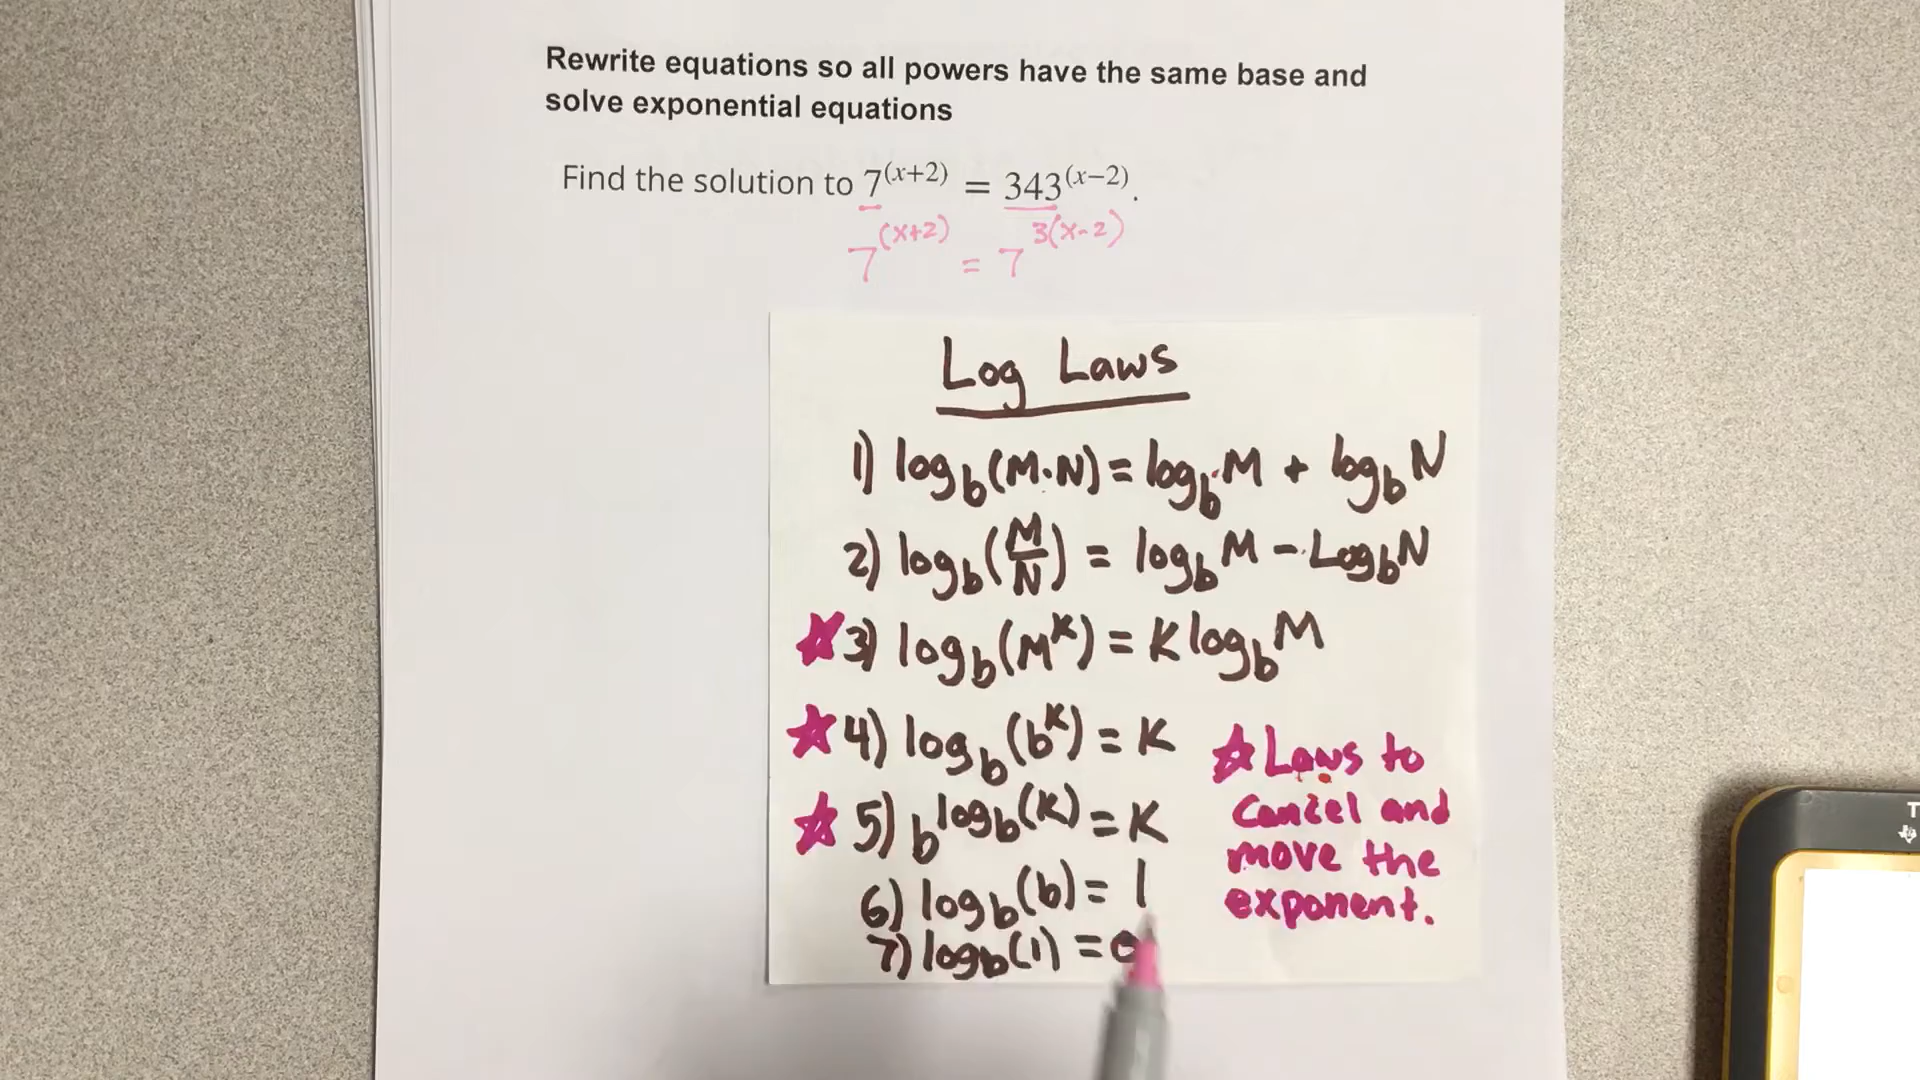 Rewrite equations so all powers have the same base and
solve exponential equations
Find the solution to 7^(x+2) = 343^(x−2).
7^(x+2) = 7^3(x-2)
Log Laws
1) log_b(M·N) = log_b M + log_b N
2) log_b(M/N) = log_b M - Log_b N
☆3) log_b(M^K) = K log_b M
☆4) log_b(b^K) = K
☆5) b^log_b(K) = K
6) log_b(b) = 1
7) log_b(1) = 0
☆Laws to
Cancel and
move the
exponent.
T